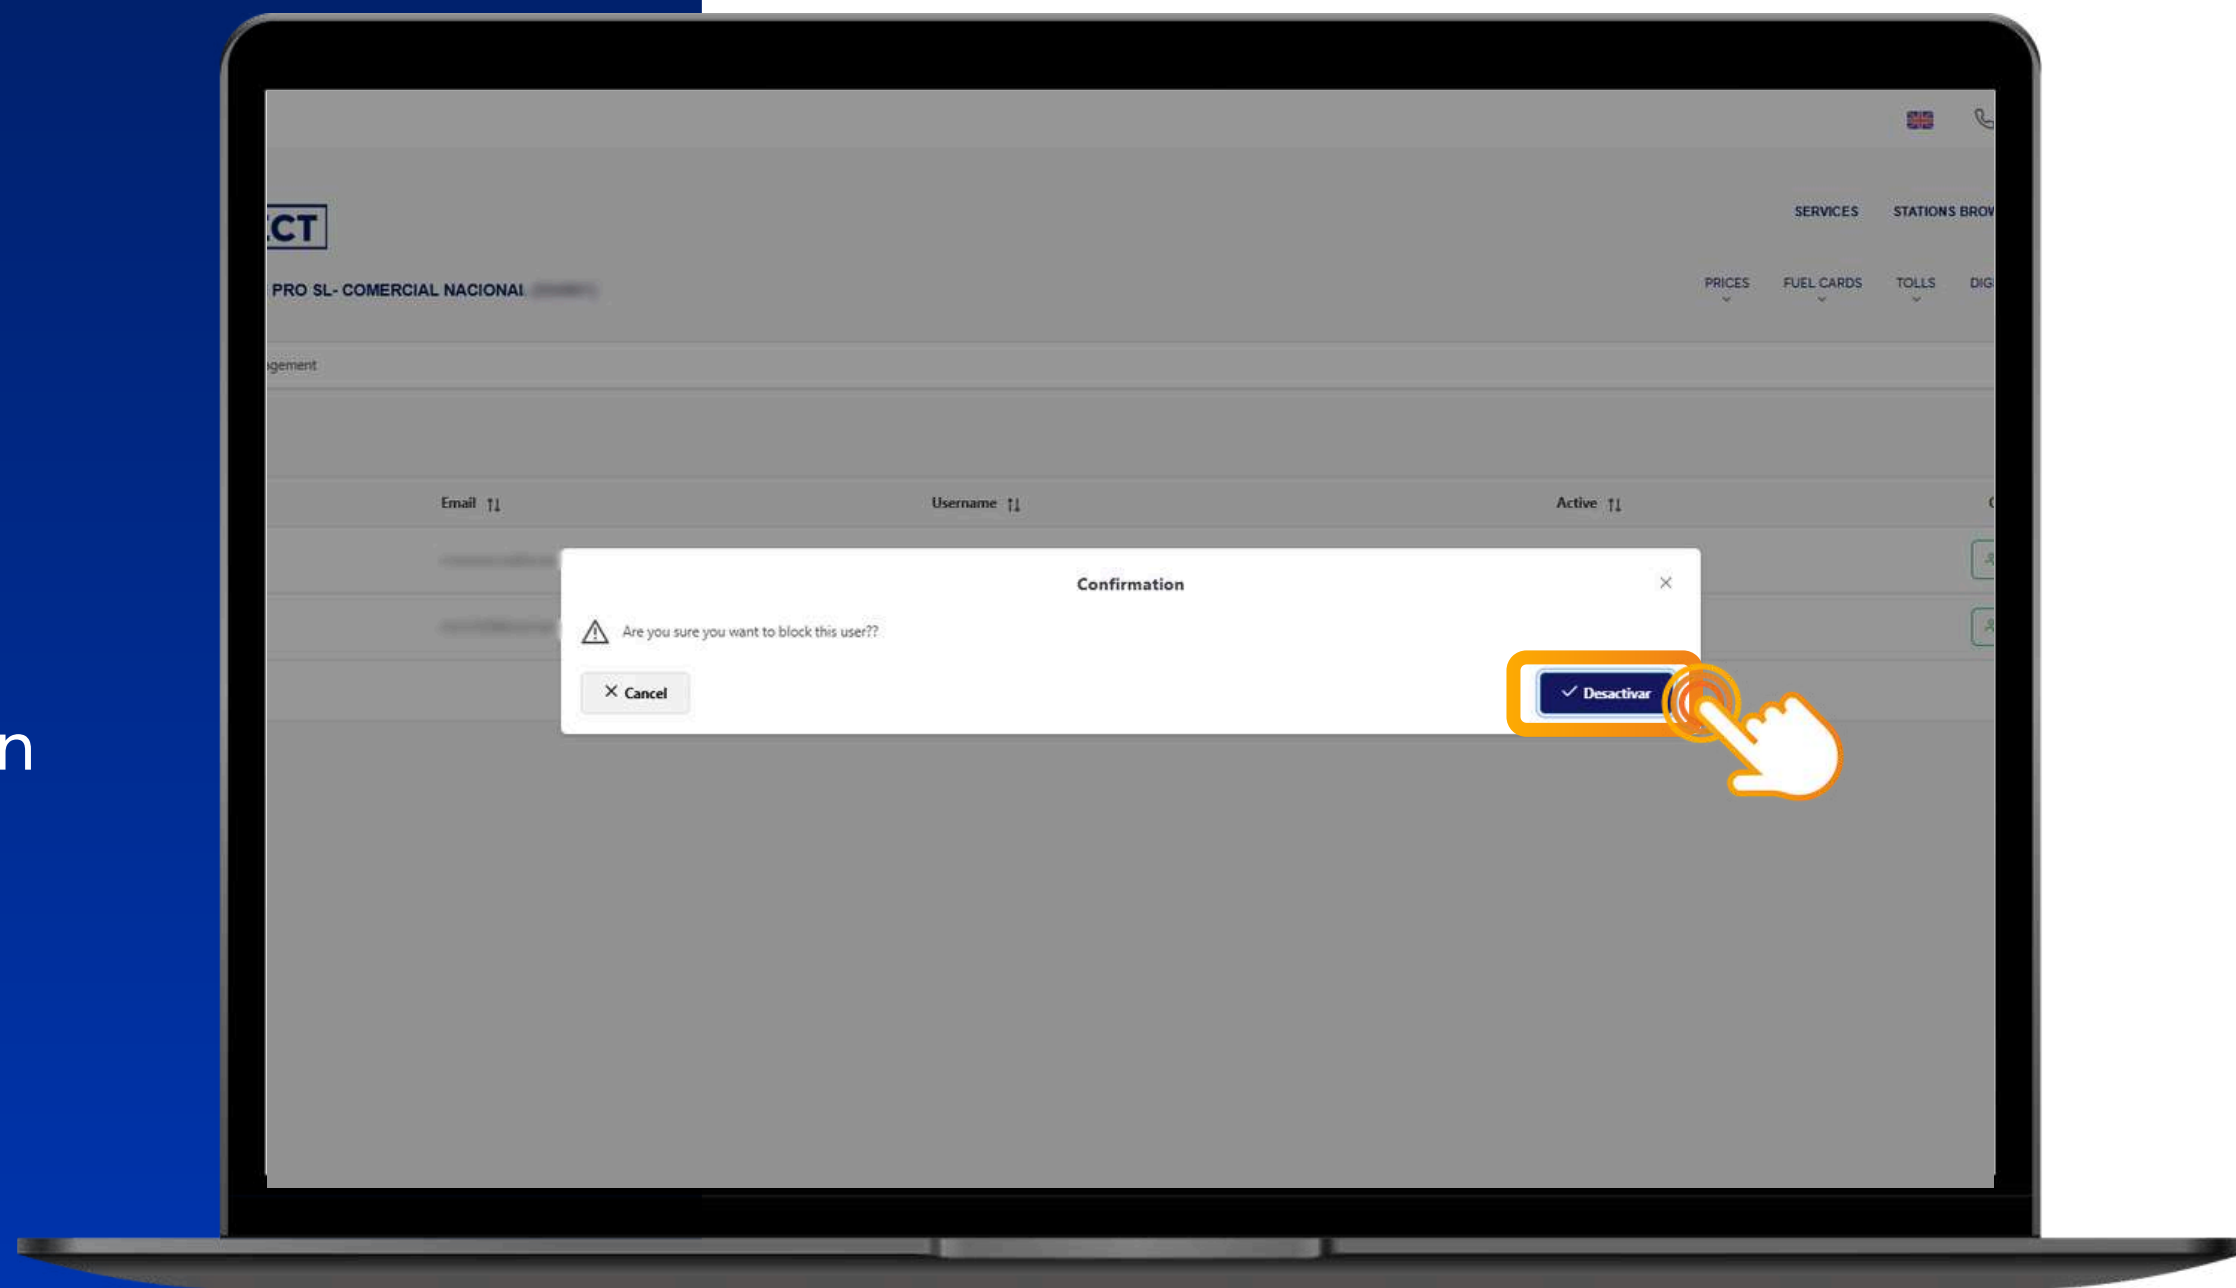 CT
SERVICES STATIONS BROW
PRO SL- COMERCIAL NACIONAL
PRICES FUEL CARDS TOLLS DIG
agement
Email Username Active
Confirmation
Are you sure you want to block this user??
Cancel Desactivar
n